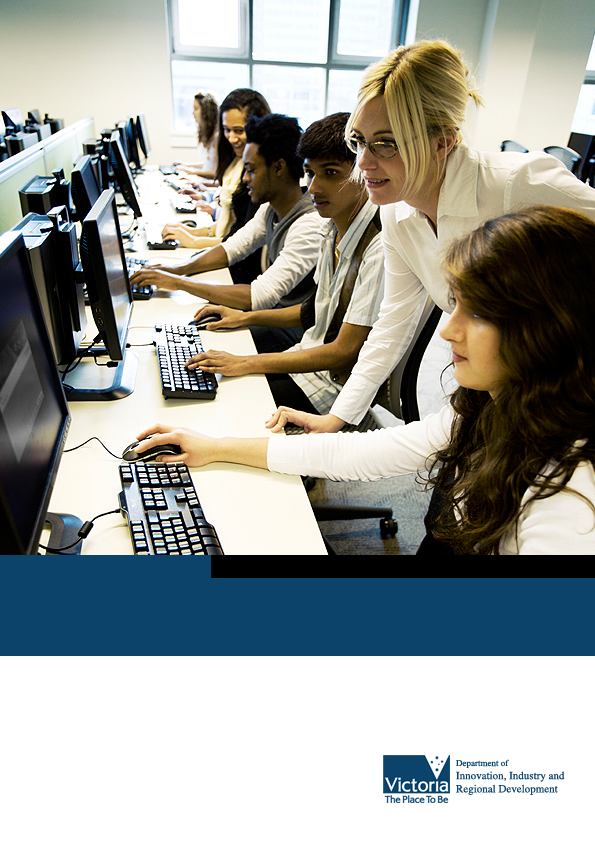 Victoria
The Place To Be
Department of
Innovation, Industry and
Regional Development